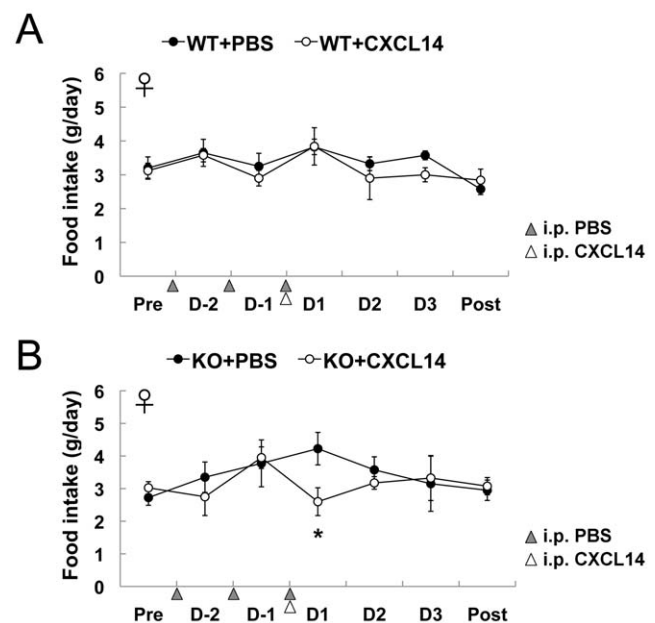 A
WT+PBS WT+CXCL14
♀
Food intake (g/day)
6
5
4
3
2
1
0
i.p. PBS
i.p. CXCL14
Pre D-2 D-1 D1 D2 D3 Post
B
KO+PBS KO+CXCL14
♀
Food intake (g/day)
6
5
4
3
2
1
0
*
i.p. PBS
i.p. CXCL14
Pre D-2 D-1 D1 D2 D3 Post